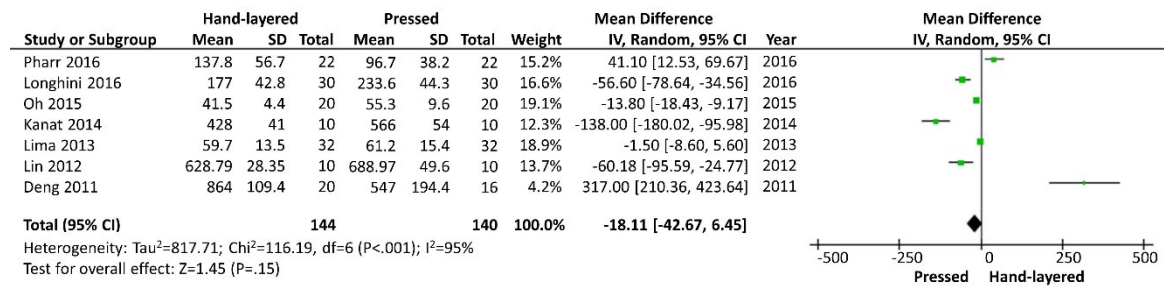 Hand-layered Pressed Mean Difference Mean Difference
Study or Subgroup Mean SD Total Mean SD Total Weight IV, Random, 95% CI Year IV, Random, 95% CI
Pharr 2016 137.8 56.7 22 96.7 38.2 22 15.2% 41.10 [12.53, 69.67] 2016
Longhini 2016 177 42.8 30 233.6 44.3 30 16.6% -56.60 [-78.64, -34.56] 2016
Oh 2015 41.5 4.4 20 55.3 9.6 20 19.1% -13.80 [-18.43, -9.17] 2015
Kanat 2014 428 41 10 566 54 10 12.3% -138.00 [-180.02, -95.98] 2014
Lima 2013 59.7 13.5 32 61.2 15.4 32 18.9% -1.50 [-8.60, 5.60] 2013
Lin 2012 628.79 28.35 10 688.97 49.6 10 13.7% -60.18 [-95.59, -24.77] 2012
Deng 2011 864 109.4 20 547 194.4 16 4.2% 317.00 [210.36, 423.64] 2011
Total (95% CI) 144 140 100.0% -18.11 [-42.67, 6.45]
Heterogeneity: Tau²=817.71; Chi²=116.19, df=6 (P<.001); I²=95%
Test for overall effect: Z=1.45 (P=.15)
-500 -250 0 250 500
Pressed Hand-layered